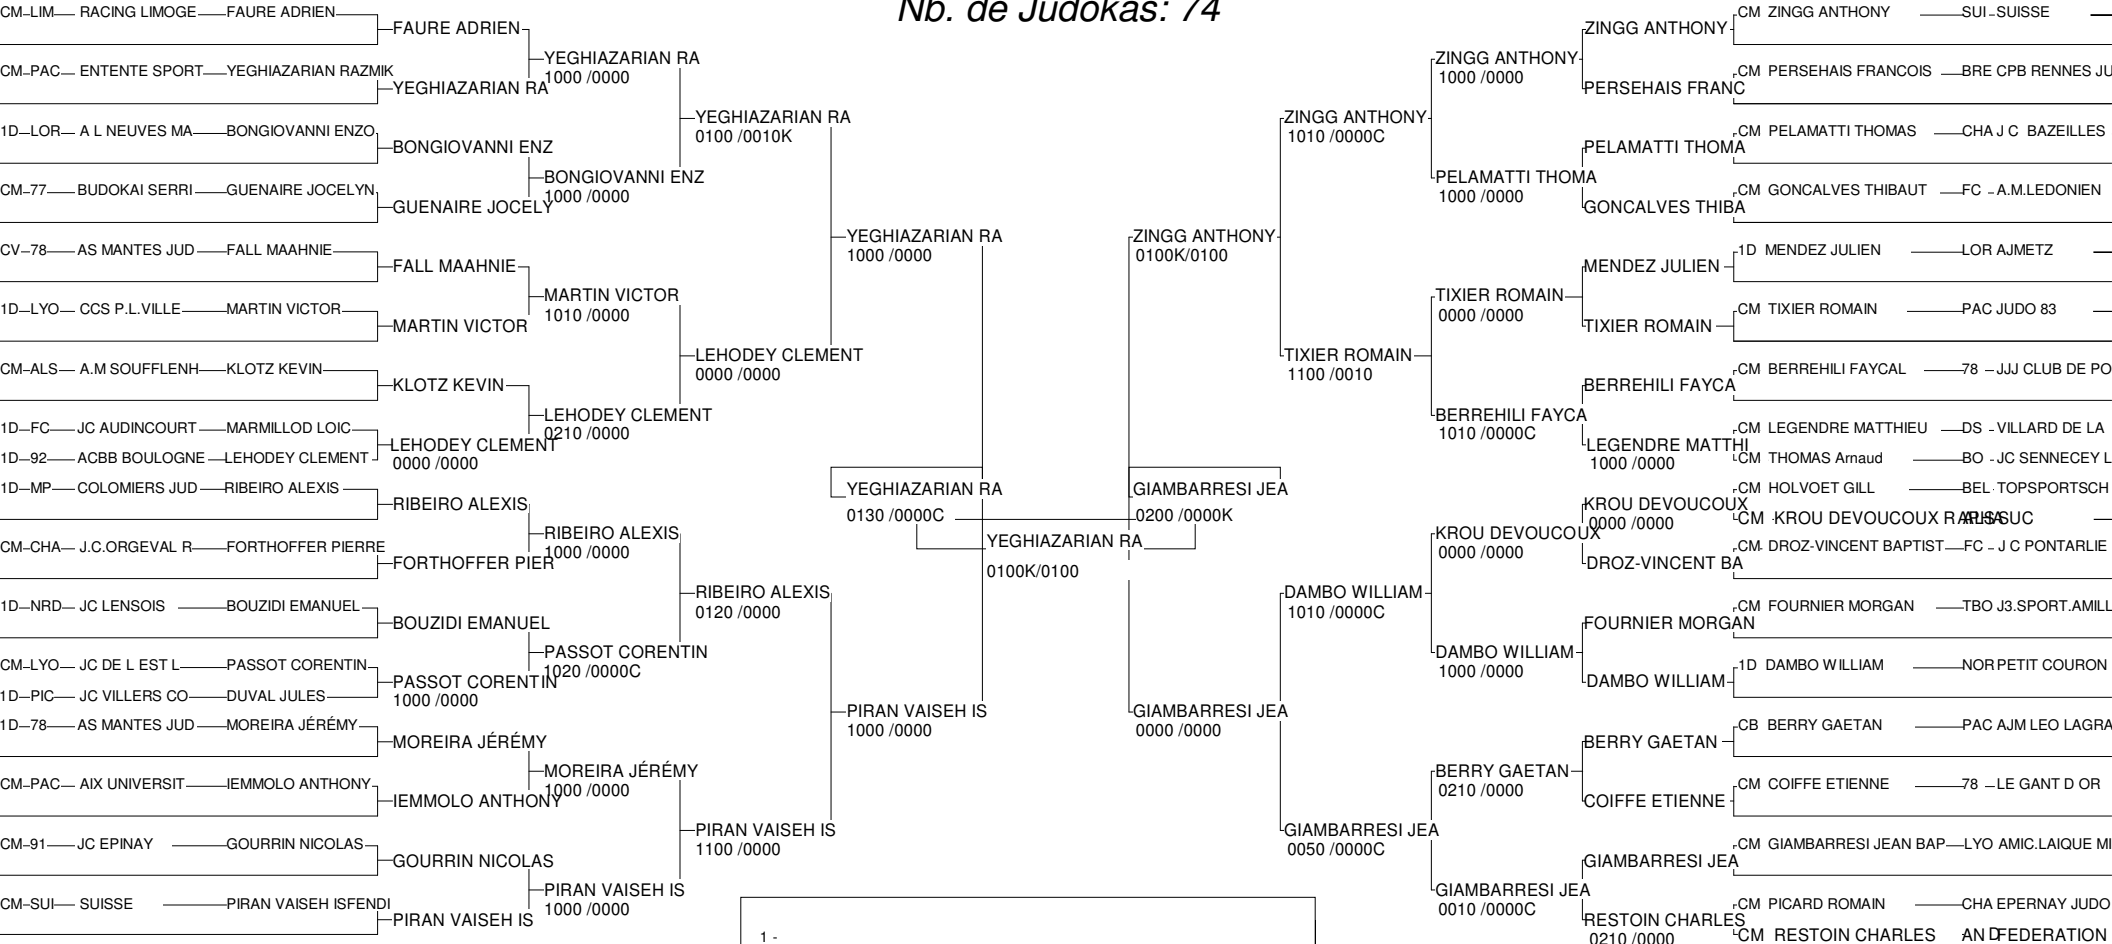 Nb. de Judokas: 74
CM LIM RACING LIMOGE FAURE ADRIEN
CM PAC ENTENTE SPORT YEGHIAZARIAN RAZMIK
1D LOR A L NEUVES MA BONGIOVANNI ENZO
CM 77 BUDOKAI SERRI GUENAIRE JOCELYN
CV 78 AS MANTES JUD FALL MAAHNIE
1D LYO CCS P.L.VILLE MARTIN VICTOR
CM ALS A.M SOUFFLENH KLOTZ KEVIN
1D FC JC AUDINCOURT MARMILLOD LOIC
1D 92 ACBB BOULOGNE LEHODEY CLEMENT
1D MP COLOMIERS JUD RIBEIRO ALEXIS
CM CHA J.C.ORGEVAL R FORTHOFFER PIERRE
1D NRD JC LENSOIS BOUZIDI EMANUEL
CM LYO JC DE L EST L PASSOT CORENTIN
1D PIC JC VILLERS CO DUVAL JULES
1D 78 AS MANTES JUD MOREIRA JÉRÉMY
CM PAC AIX UNIVERSIT IEMMOLO ANTHONY
CM 91 JC EPINAY GOURRIN NICOLAS
CM SUI SUISSE PIRAN VAISEH ISFENDI
FAURE ADRIEN
YEGHIAZARIAN RA
BONGIOVANNI ENZ
GUENAIRE JOCELY
FALL MAAHNIE
MARTIN VICTOR
KLOTZ KEVIN
LEHODEY CLEMENT
0000 /0000
RIBEIRO ALEXIS
FORTHOFFER PIER
BOUZIDI EMANUEL
PASSOT CORENTIN
1000 /0000
MOREIRA JÉRÉMY
IEMMOLO ANTHONY
GOURRIN NICOLAS
PIRAN VAISEH IS
YEGHIAZARIAN RA
1000 /0000
BONGIOVANNI ENZ
1000 /0000
MARTIN VICTOR
1010 /0000
LEHODEY CLEMENT
0210 /0000
RIBEIRO ALEXIS
1000 /0000
PASSOT CORENTIN
1020 /0000C
MOREIRA JÉRÉMY
1000 /0000
PIRAN VAISEH IS
1000 /0000
YEGHIAZARIAN RA
0100 /0010K
LEHODEY CLEMENT
0000 /0000
RIBEIRO ALEXIS
0120 /0000
PIRAN VAISEH IS
1100 /0000
YEGHIAZARIAN RA
1000 /0000
PIRAN VAISEH IS
1000 /0000
YEGHIAZARIAN RA
0130 /0000C
YEGHIAZARIAN RA
0100K/0100
GIAMBARRESI JEA
0200 /0000K
ZINGG ANTHONY
0100K/0100
GIAMBARRESI JEA
0000 /0000
ZINGG ANTHONY
1010 /0000C
TIXIER ROMAIN
1100 /0010
DAMBO WILLIAM
1010 /0000C
GIAMBARRESI JEA
0050 /0000C
ZINGG ANTHONY
1000 /0000
PELAMATTI THOMA
1000 /0000
TIXIER ROMAIN
0000 /0000
BERREHILI FAYCA
1010 /0000C
KROU DEVOUCOUX
0000 /0000
DAMBO WILLIAM
1000 /0000
BERRY GAETAN
0210 /0000
GIAMBARRESI JEA
0010 /0000C
ZINGG ANTHONY
PERSEHAIS FRANC
PELAMATTI THOMA
GONCALVES THIBA
MENDEZ JULIEN
TIXIER ROMAIN
BERREHILI FAYCA
LEGENDRE MATTHI
1000 /0000
KROU DEVOUCOUX
0000 /0000
DROZ-VINCENT BA
FOURNIER MORGAN
DAMBO WILLIAM
BERRY GAETAN
COIFFE ETIENNE
GIAMBARRESI JEA
RESTOIN CHARLES
0210 /0000
CM ZINGG ANTHONY SUI SUISSE
CM PERSEHAIS FRANCOIS BRE CPB RENNES JU
CM PELAMATTI THOMAS CHA J C BAZEILLES
CM GONCALVES THIBAUT FC A.M.LEDONIEN
1D MENDEZ JULIEN LOR AJMETZ
CM TIXIER ROMAIN PAC JUDO 83
CM BERREHILI FAYCAL 78 JJJ CLUB DE PO
CM LEGENDRE MATTHIEU DS VILLARD DE LA
CM THOMAS Arnaud BO JC SENNECEY L
CM HOLVOET GILL BEL TOPSPORTSCH
CM KROU DEVOUCOUX
CM DROZ-VINCENT BAPTIST FC J C PONTARLIE
CM FOURNIER MORGAN TBO J3.SPORT.AMILL
1D DAMBO WILLIAM NOR PETIT COURON
CB BERRY GAETAN PAC AJM LEO LAGRA
CM COIFFE ETIENNE 78 LE GANT D OR
CM GIAMBARRESI JEAN BAP LYO AMIC.LAIQUE MI
CM PICARD ROMAIN CHA EPERNAY JUDO
CM RESTOIN CHARLES AN FEDERATION
1 -